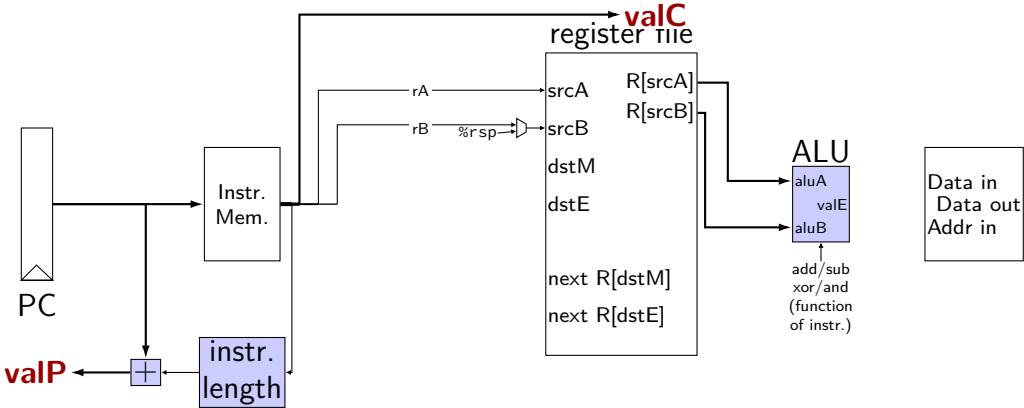 valC
register file
rA
srcA
R[srcA]
R[srcB]
rB
%rsp
srcB
dstM
dstE
next R[dstM]
next R[dstE]
PC
Instr.
Mem.
instr.
length
+
valP
ALU
aluA
valE
aluB
add/sub
xor/and
(function
of instr.)
Data in
Data out
Addr in